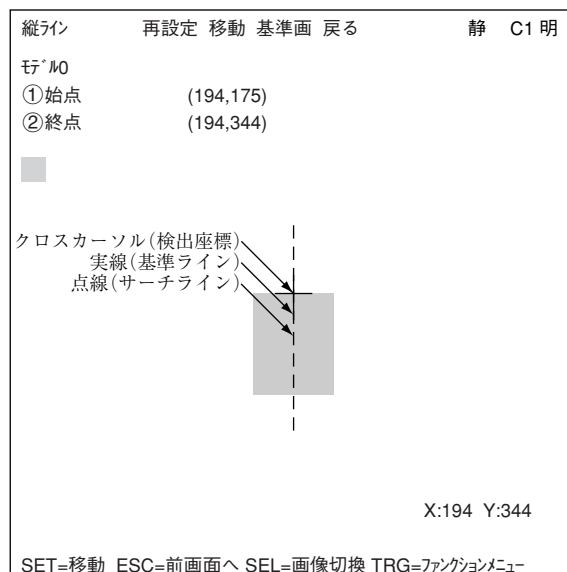 縦ﾗｲﾝ 再設定 移動 基準画 戻る 静 C1 明
ﾓﾃﾞﾙ0
①始点 (194,175)
②終点 (194,344)
クロスカーソル(検出座標)
実線(基準ライン)
点線(サーチライン)
X:194 Y:344
SET=移動 ESC=前画面へ SEL=画像切換 TRG=ﾌｧﾝｸｼｮﾝﾒﾆｭｰ